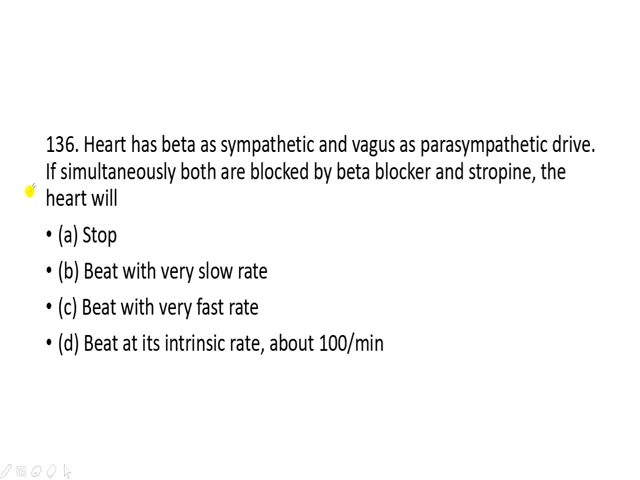 136. Heart has beta as sympathetic and vagus as parasympathetic drive.
If simultaneously both are blocked by beta blocker and stropine, the
heart will
• (a) Stop
• (b) Beat with very slow rate
• (c) Beat with very fast rate
• (d) Beat at its intrinsic rate, about 100/min